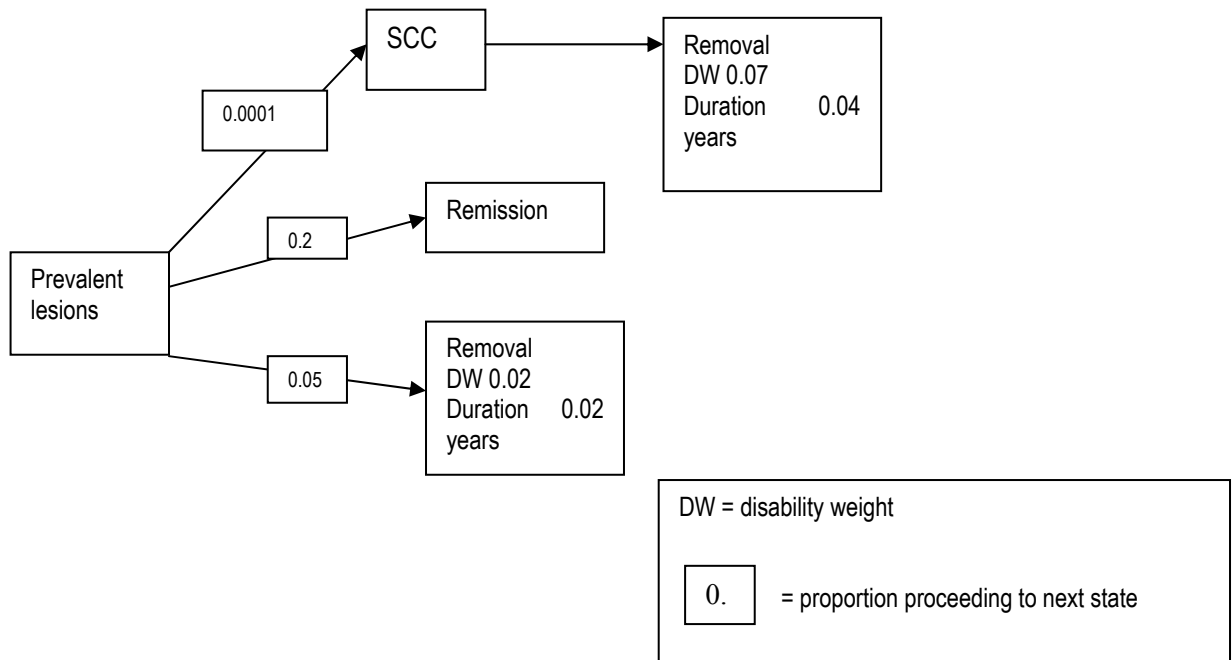 SCC
Removal
DW 0.07
Duration 0.04
years
0.0001
Remission
0.2
Prevalent
lesions
Removal
DW 0.02
Duration 0.02
years
0.05
DW = disability weight
0. = proportion proceeding to next state